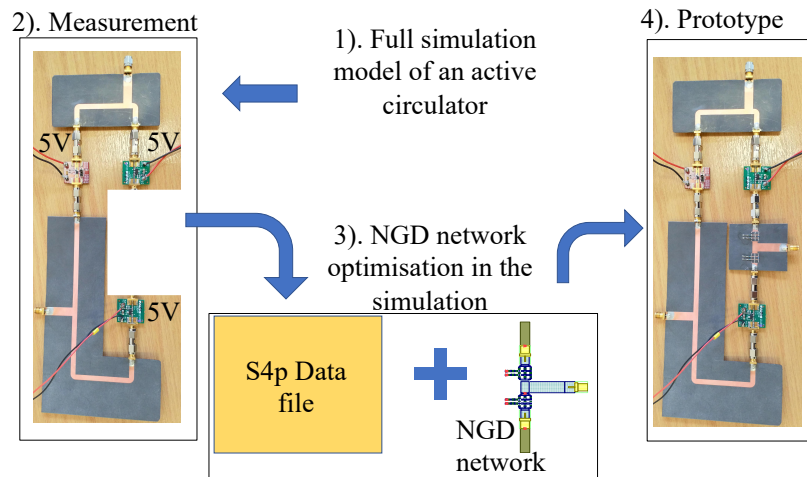 2). Measurement
1). Full simulation
model of an active
circulator
4). Prototype
5V
5V
5V
3). NGD network
optimisation in the
simulation
S4p Data
file
NGD
network